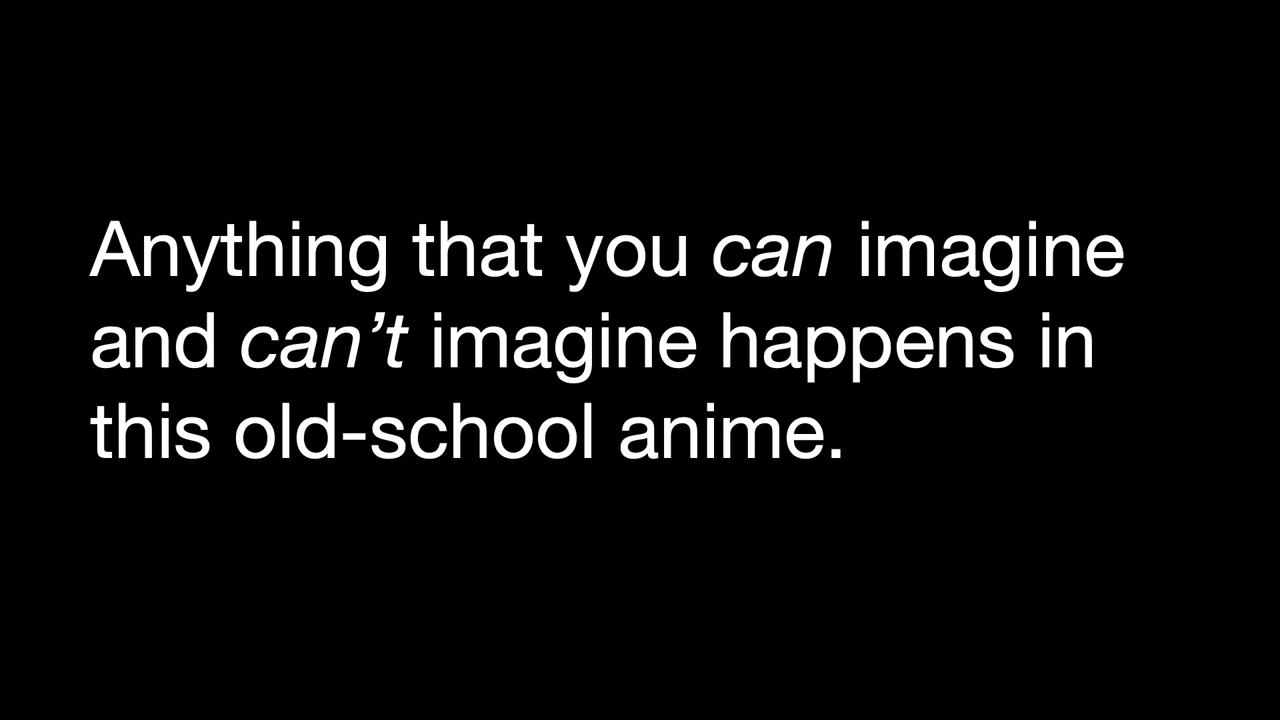 Anything that you can imagine
and can’t imagine happens in
this old-school anime.